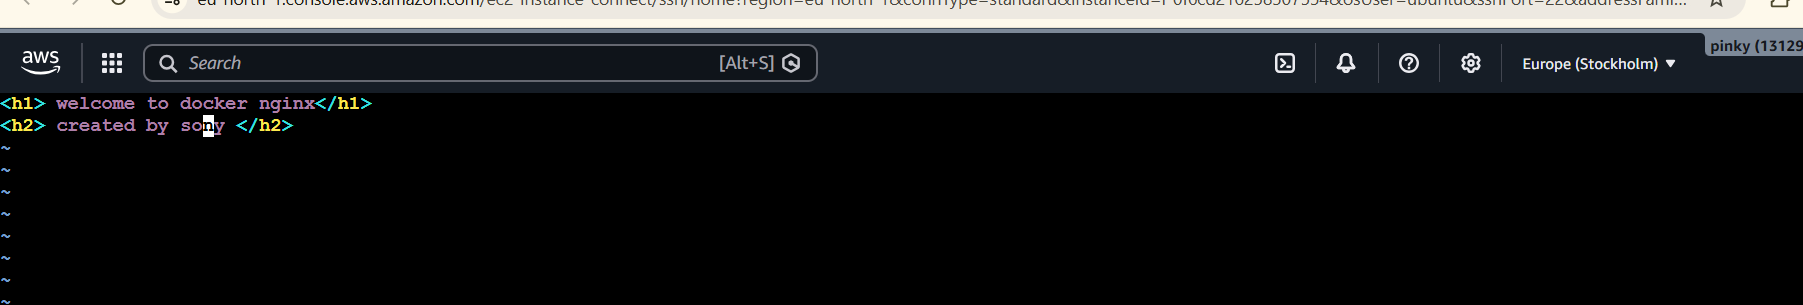 aws Search [Alt+S] Europe (Stockholm) pinky (13129
<h1> welcome to docker nginx</h1>
<h2> created by sony </h2>
~
~
~
~
~
~
~
~